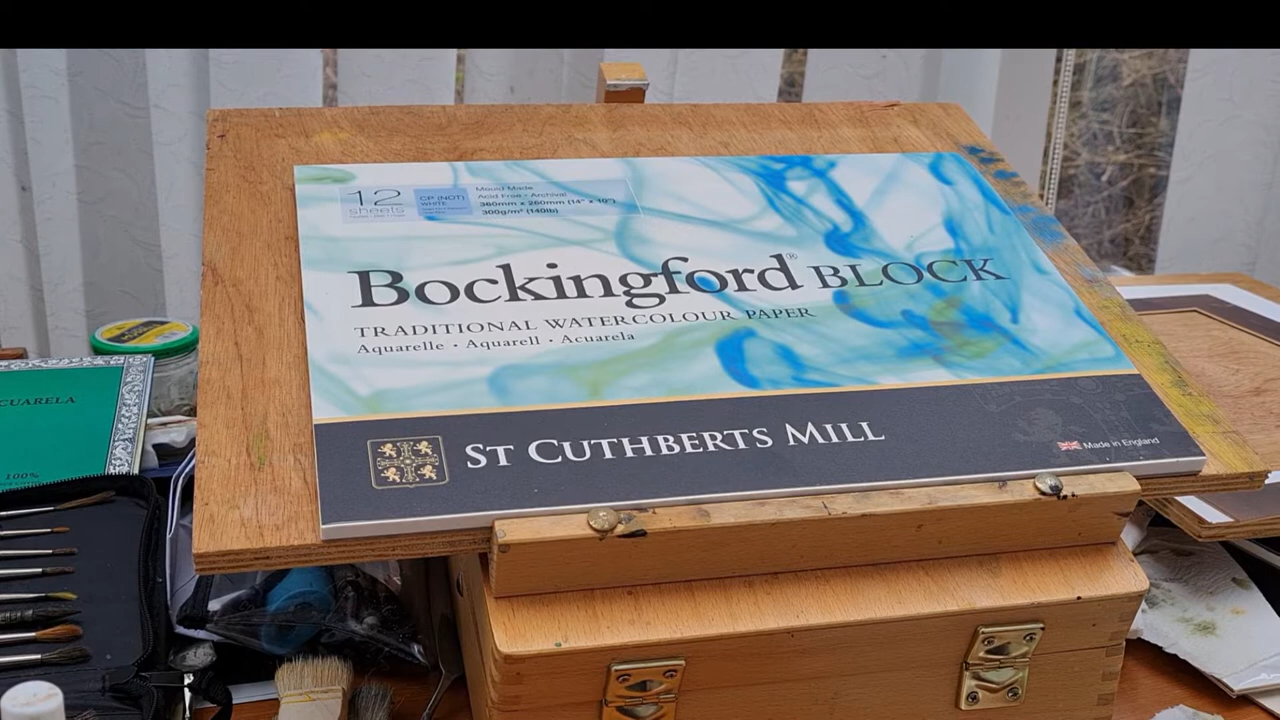 12
sheets
CP (NOT)
WHITE
Mould Made
Acid Free • Archival
360mm x 260mm (14" x 10")
300g/m² (140lb)
Bockingford® BLOCK
TRADITIONAL WATERCOLOUR PAPER
Aquarelle • Aquarell • Acuarela
ST CUTHBERTS MILL
Made in England
CUARELA
100%